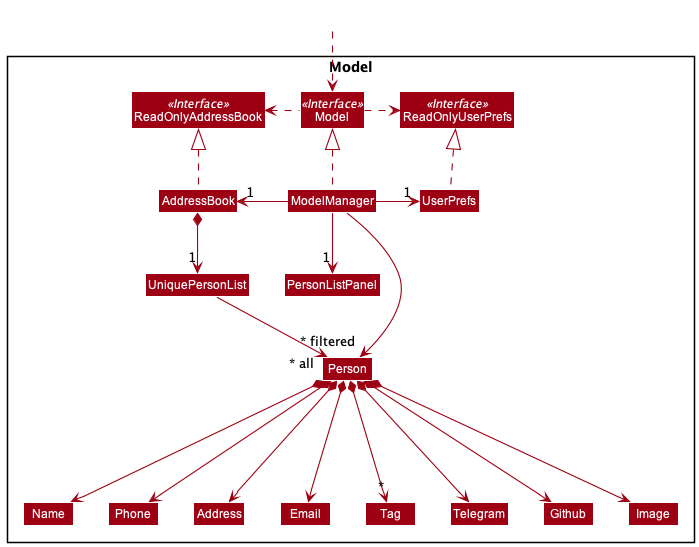 Model
«Interface»
ReadOnlyAddressBook
«Interface»
Model
«Interface»
ReadOnlyUserPrefs
AddressBook
1
ModelManager
1
UserPrefs
1
1
UniquePersonList
PersonListPanel
* filtered
* all
Person
*
Name
Phone
Address
Email
Tag
Telegram
Github
Image